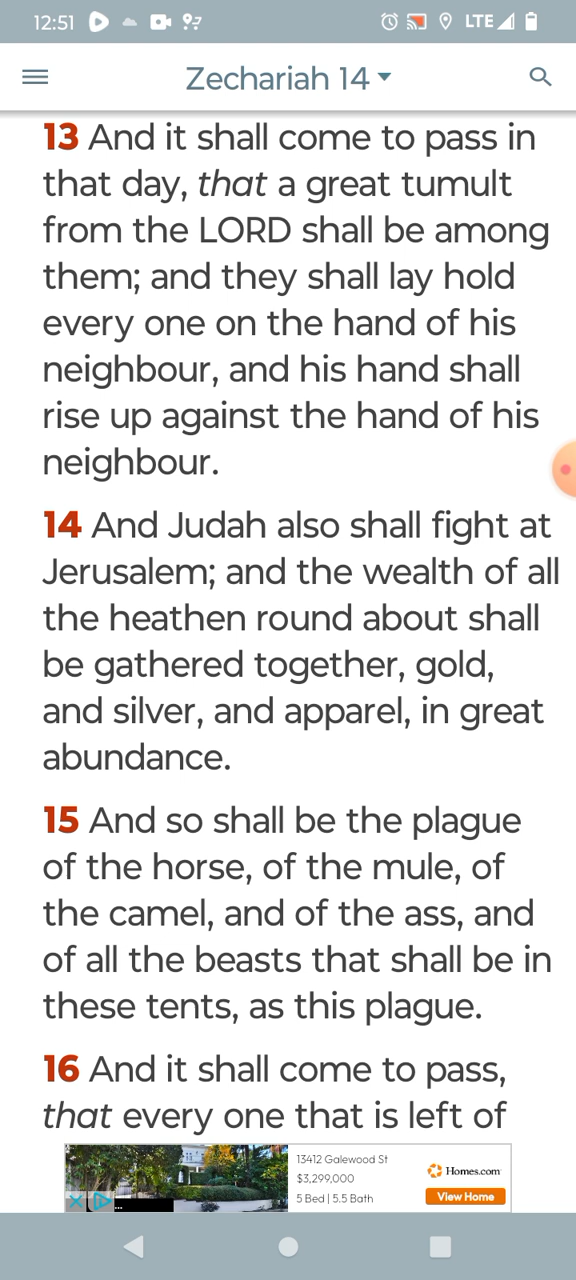 12:51
LTE
Zechariah 14
13 And it shall come to pass in
that day, that a great tumult
from the LORD shall be among
them; and they shall lay hold
every one on the hand of his
neighbour, and his hand shall
rise up against the hand of his
neighbour.
14 And Judah also shall fight at
Jerusalem; and the wealth of all
the heathen round about shall
be gathered together, gold,
and silver, and apparel, in great
abundance.
15 And so shall be the plague
of the horse, of the mule, of
the camel, and of the ass, and
of all the beasts that shall be in
these tents, as this plague.
16 And it shall come to pass,
that every one that is left of
...
13412 Galewood St
$3,299,000
5 Bed | 5.5 Bath
Homes.com
View Home